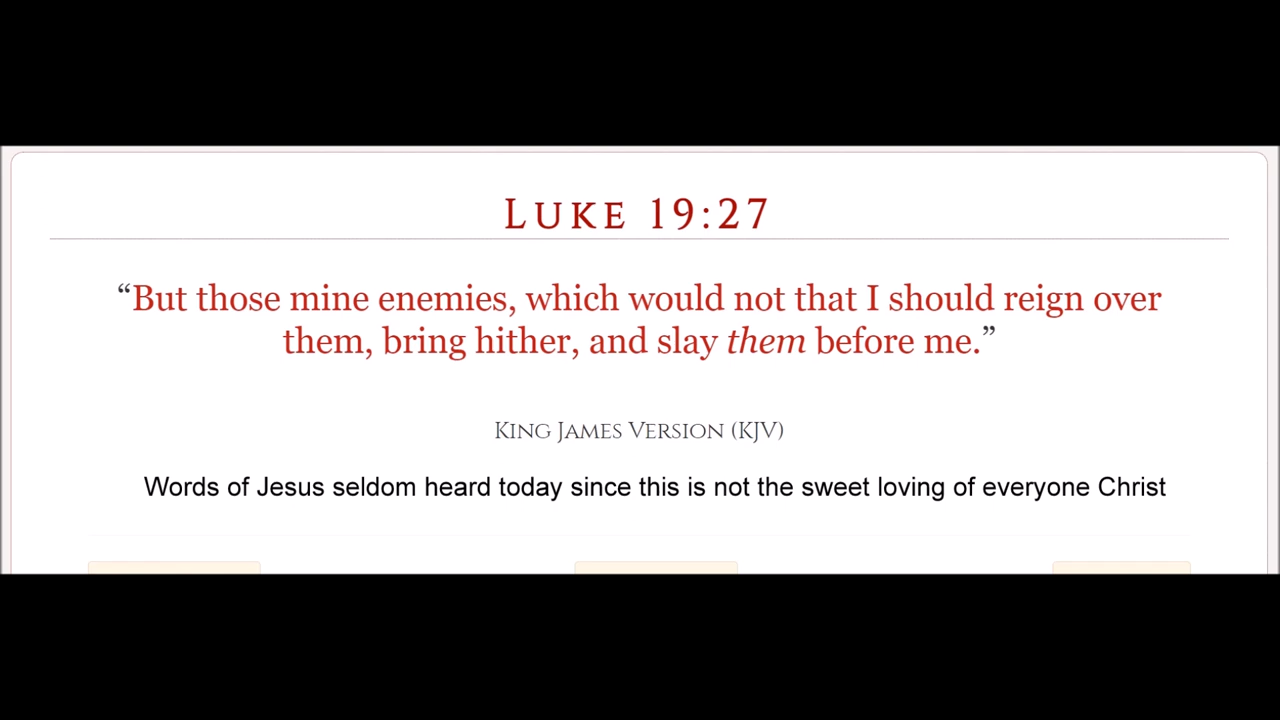 Luke 19:27
“But those mine enemies, which would not that I should reign over
them, bring hither, and slay them before me.”
King James Version (KJV)
Words of Jesus seldom heard today since this is not the sweet loving of everyone Christ